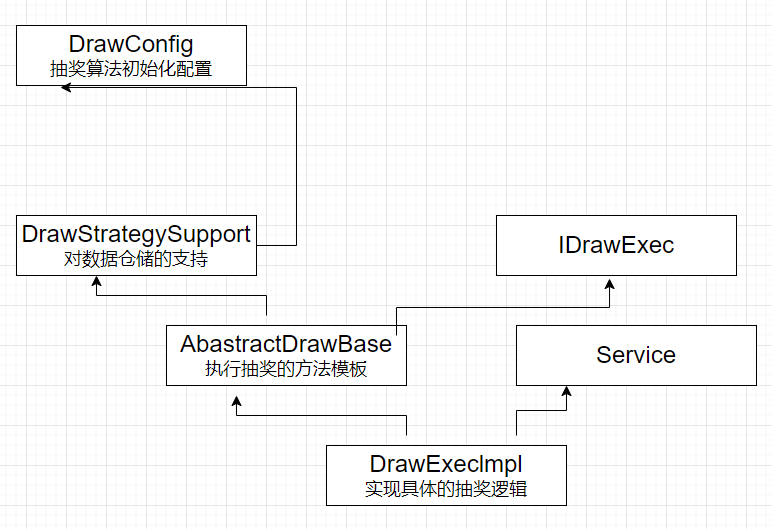 DrawConfig
抽奖算法初始化配置
DrawStrategySupport
对数据仓储的支持
IDrawExec
AbastractDrawBase
执行抽奖的方法模板
Service
DrawExecImpl
实现具体的抽奖逻辑